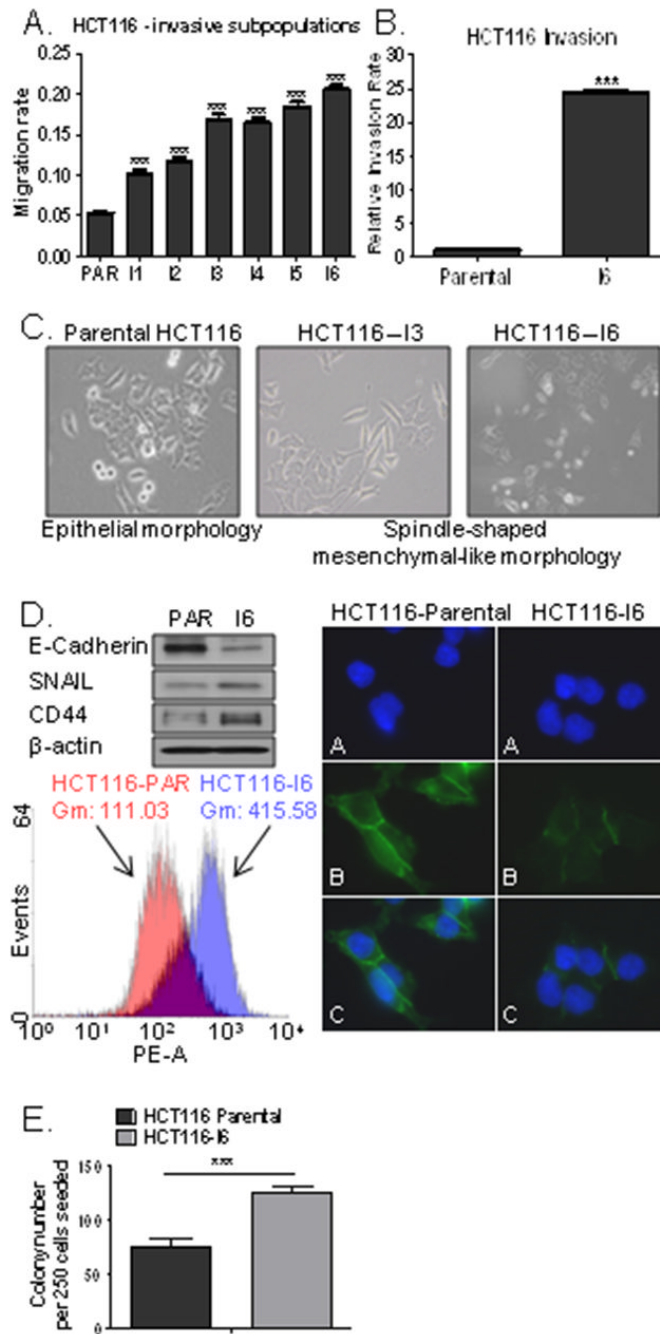 A. HCT116 - invasive subpopulations
Migration rate
0.25
0.20
0.15
0.10
0.05
0.00
PAR I1 I2 I3 I4 I5 I6
*** *** *** *** *** ***
B. HCT116 Invasion
Relative Invasion Rate
30
25
20
15
10
5
0
***
Parental I6
C.
Parental HCT116 HCT116–I3 HCT116–I6
Epithelial morphology Spindle-shaped
mesenchymal-like morphology
D.
PAR I6
E-Cadherin
SNAIL
CD44
β-actin
HCT116-PAR HCT116-I6
Gm: 111.03 Gm: 415.58
64
Events
0
10⁰ 10¹ 10² 10³ 10⁴
PE-A
HCT116-Parental HCT116-I6
A A
B B
C C
E.
HCT116 Parental
HCT116-I6
Colonynumber
per 250 cells seeded
150
100
50
0
***